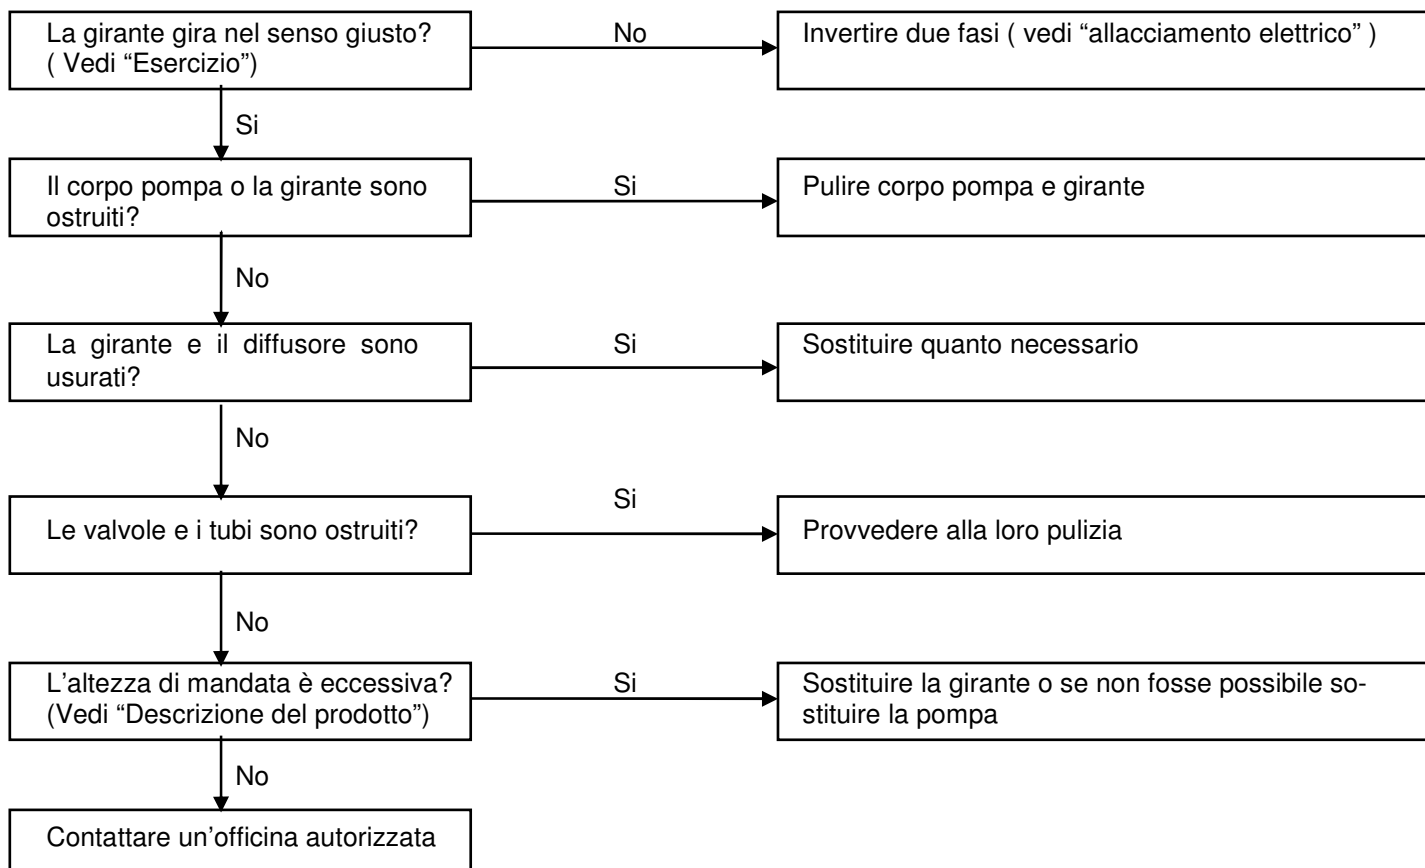 La girante gira nel senso giusto?
( Vedi “Esercizio”)
No
Invertire due fasi ( vedi “allacciamento elettrico” )
Si
Il corpo pompa o la girante sono
ostruiti?
Si
Pulire corpo pompa e girante
No
La girante e il diffusore sono
usurati?
Si
Sostituire quanto necessario
No
Le valvole e i tubi sono ostruiti?
Si
Provvedere alla loro pulizia
No
L’altezza di mandata è eccessiva?
(Vedi “Descrizione del prodotto”)
Si
Sostituire la girante o se non fosse possibile so-
stituire la pompa
No
Contattare un’officina autorizzata